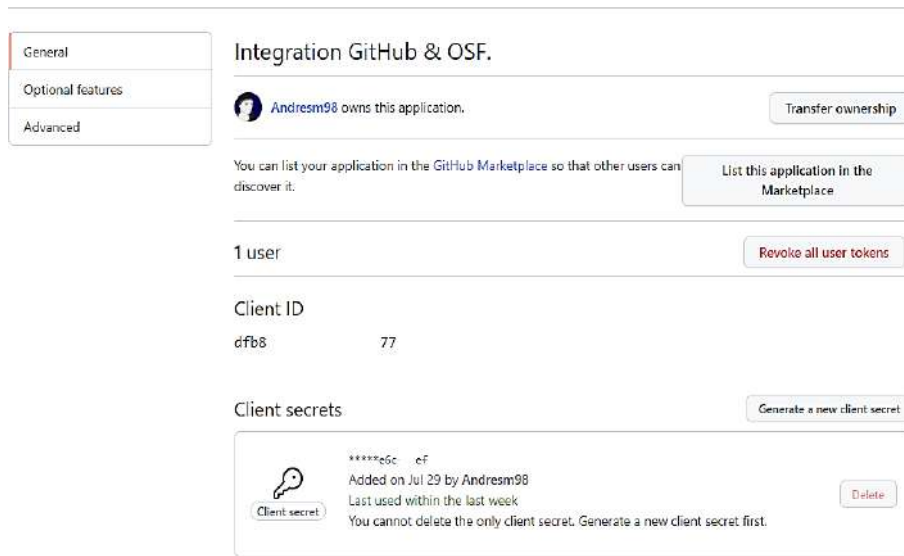 General
Optional features
Advanced
Integration GitHub & OSF.
Andresm98 owns this application.
Transfer ownership
You can list your application in the GitHub Marketplace so that other users can
discover it.
List this application in the
Marketplace
1 user
Revoke all user tokens
Client ID
dfb8 77
Client secrets
Generate a new client secret
*****e6c ef
Added on Jul 29 by Andresm98
Last used within the last week
You cannot delete the only client secret. Generate a new client secret first.
Client secret
Delete